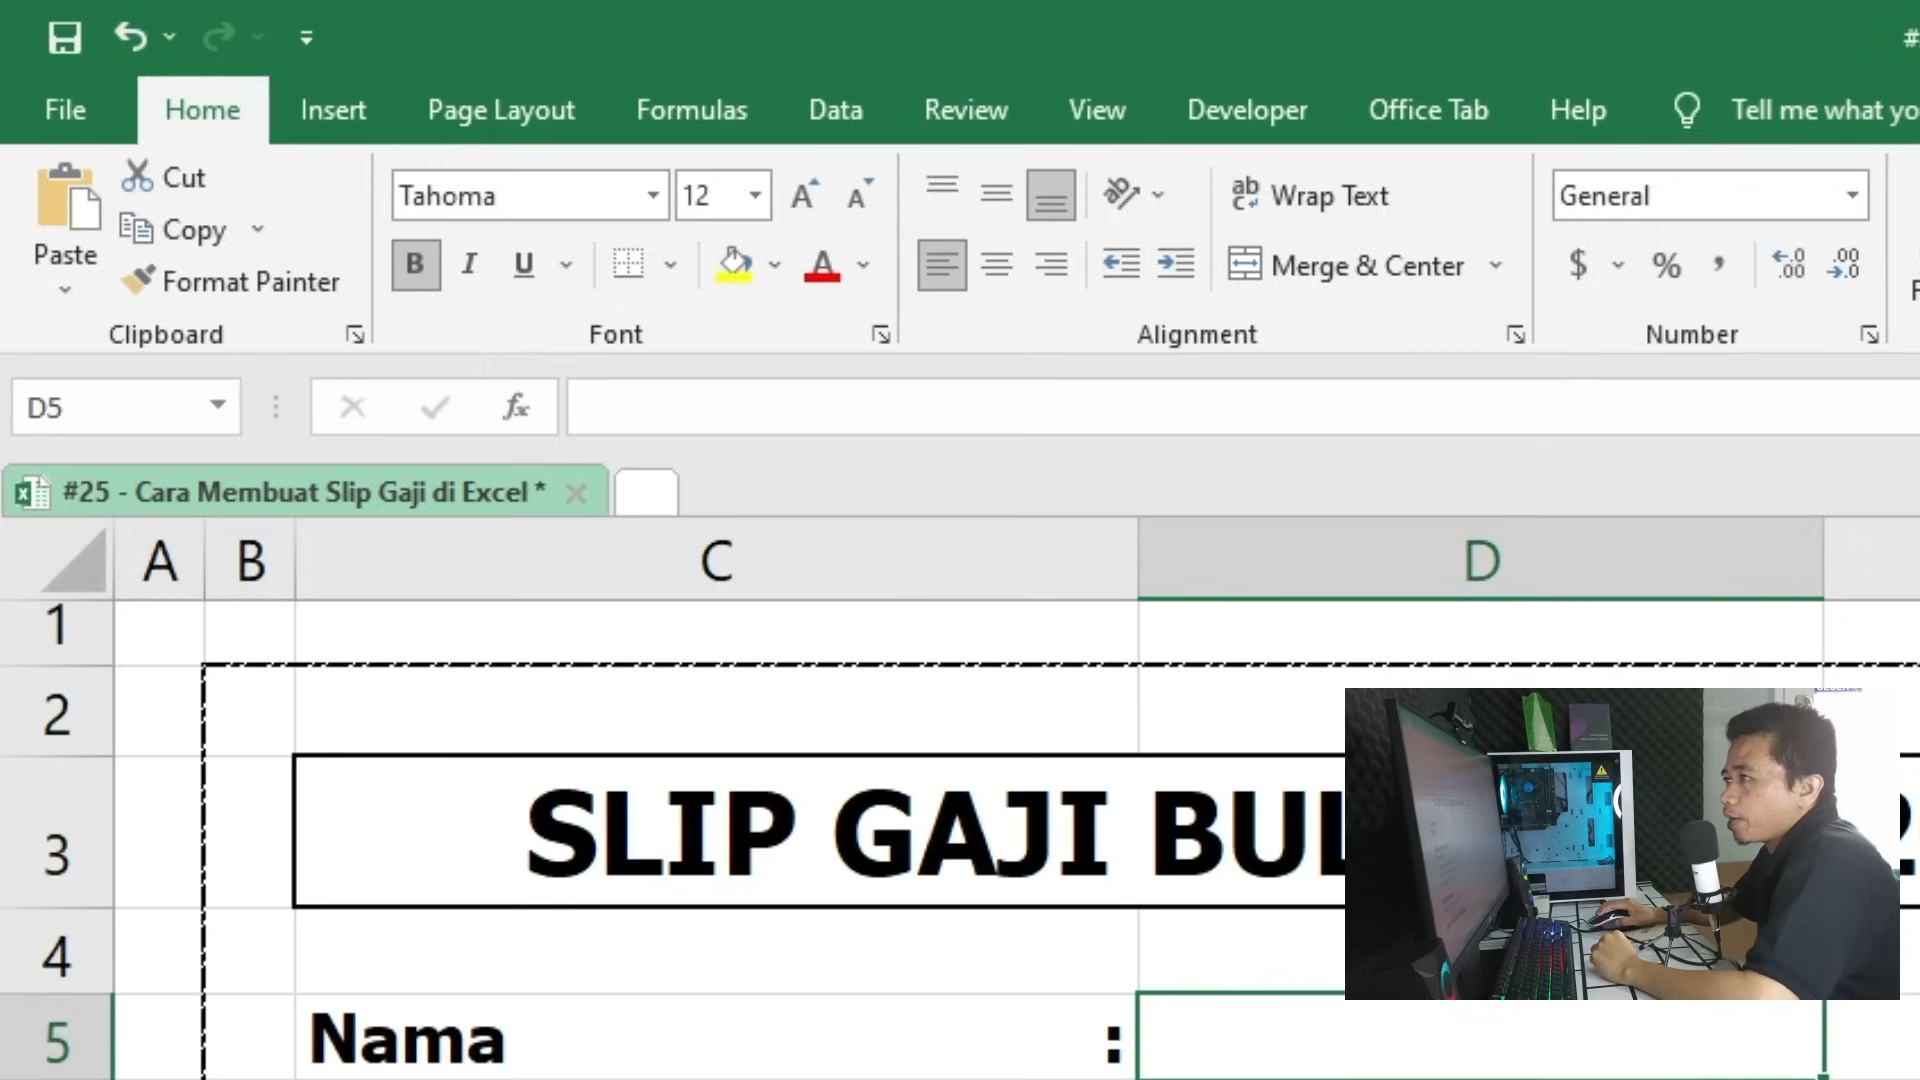 #
File Home Insert Page Layout Formulas Data Review View Developer Office Tab Help Tell me what yo
Paste
Cut
Copy
Format Painter
Clipboard
Tahoma 12
B I U
Font
Wrap Text
Merge & Center
Alignment
General
$ % ,
Number
D5 fx
#25 - Cara Membuat Slip Gaji di Excel *
A B C D
1
2
3 SLIP GAJI BUL
4
5 Nama :